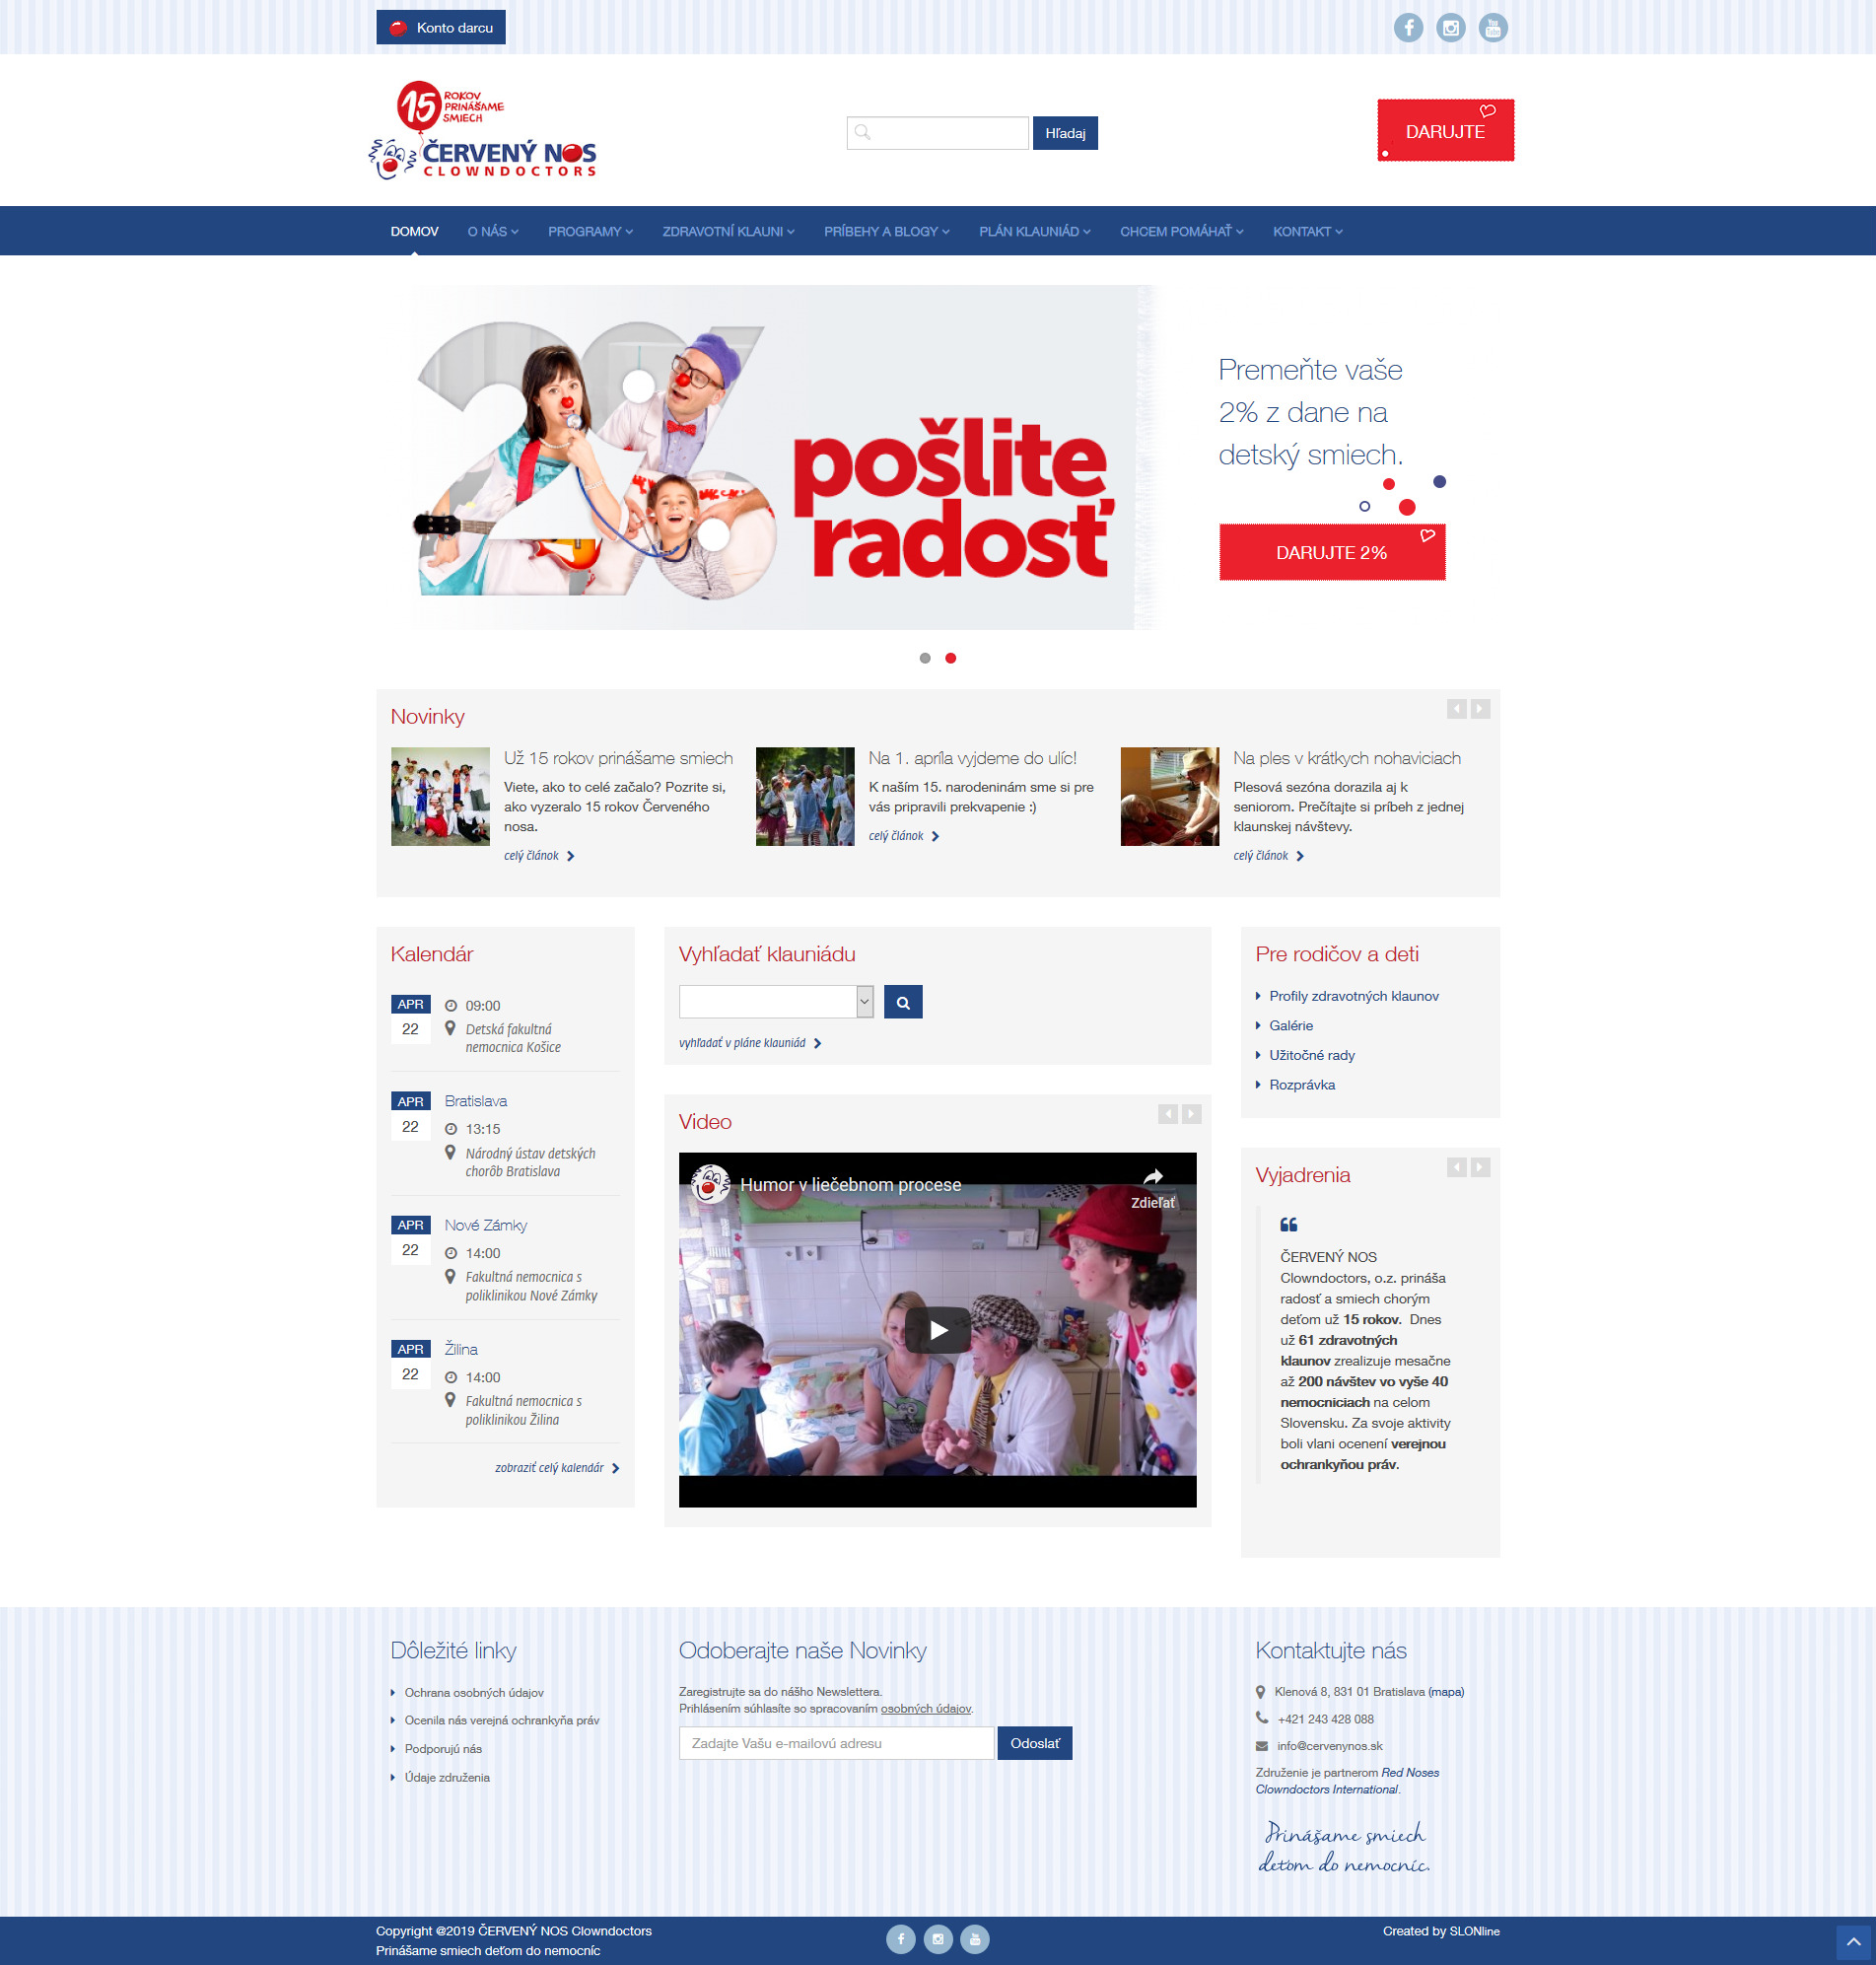 Konto darcu
15 ROKOV
PRINÁŠAME
SMIECH
ČERVENÝ NOS
CLOWNDOCTORS
Hľadaj
DARUJTE
DOMOV
O NÁS
PROGRAMY
ZDRAVOTNÍ KLAUNI
PRÍBEHY A BLOGY
PLÁN KLAUNIÁD
CHCEM POMÁHAŤ
KONTAKT
2%
pošlite
radosť
Premeňte vaše
2% z dane na
detský smiech.
DARUJTE 2%
Novinky
Už 15 rokov prinášame smiech
Viete, ako to celé začalo? Pozrite si,
ako vyzeralo 15 rokov Červeného
nosa.
celý článok
Na 1. apríla vyjdeme do ulíc!
K naším 15. narodeninám sme si pre
vás pripravili prekvapenie :)
celý článok
Na ples v krátkych nohaviciach
Plesová sezóna dorazila aj k
seniorom. Prečítajte si príbeh z jednej
klaunskej návštevy.
celý článok
Kalendár
APR
22
09:00
Detská fakultná
nemocnica Košice
APR
22
Bratislava
13:15
Národný ústav detských
chorôb Bratislava
APR
22
Nové Zámky
14:00
Fakultná nemocnica s
poliklinikou Nové Zámky
APR
22
Žilina
14:00
Fakultná nemocnica s
poliklinikou Žilina
zobraziť celý kalendár
Vyhľadať klauniádu
vyhľadať v pláne klauniád
Video
Humor v liečebnom procese
Zdieľať
Pre rodičov a deti
Profily zdravotných klaunov
Galérie
Užitočné rady
Rozprávka
Vyjadrenia
ČERVENÝ NOS
Clowndoctors, o.z. prináša
radosť a smiech chorým
deťom už 15 rokov. Dnes
už 61 zdravotných
klaunov zrealizuje mesačne
až 200 návštev vo vyše 40
nemocniciach na celom
Slovensku. Za svoje aktivity
boli vlani ocenení verejnou
ochrankyňou práv.
Dôležité linky
Ochrana osobných údajov
Ocenila nás verejná ochrankyňa práv
Podporujú nás
Údaje združenia
Odoberajte naše Novinky
Zaregistrujte sa do nášho Newslettera.
Prihlásením súhlasíte so spracovaním osobných údajov.
Zadajte Vašu e-mailovú adresu
Odoslať
Kontaktujte nás
Klenová 8, 831 01 Bratislava (mapa)
+421 243 428 088
info@cervenynos.sk
Združenie je partnerom Red Noses
Clowndoctors International.
Prinášame smiech
deťom do nemocníc.
Copyright @2019 ČERVENÝ NOS Clowndoctors
Prinášame smiech deťom do nemocníc
Created by SLONline